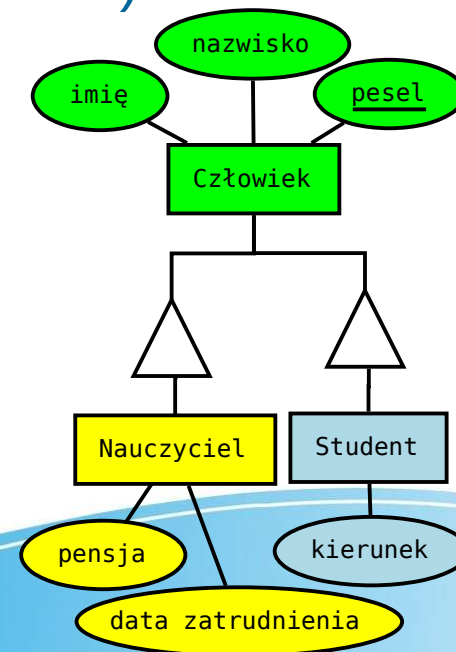 nazwisko
imię
pesel
Człowiek
Nauczyciel
Student
pensja
kierunek
data zatrudnienia